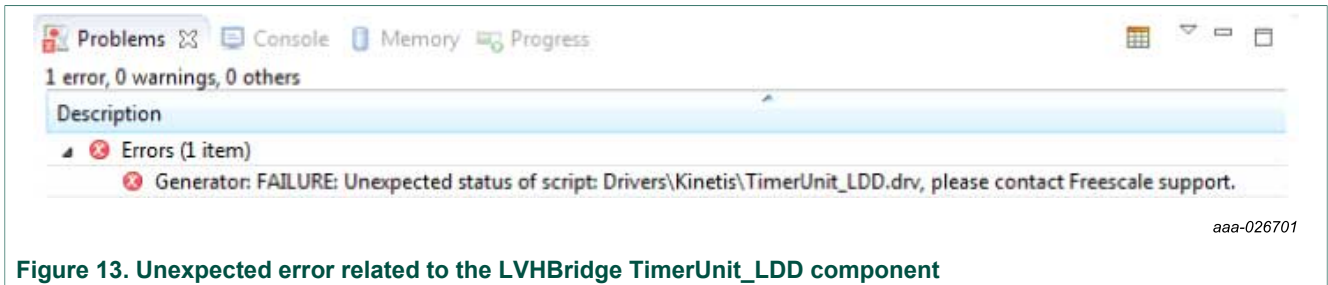 Problems Console Memory Progress
1 error, 0 warnings, 0 others
Description
Errors (1 item)
Generator: FAILURE: Unexpected status of script: Drivers\Kinetis\TimerUnit_LDD.drv, please contact Freescale support.
aaa-026701
Figure 13. Unexpected error related to the LVHBridge TimerUnit_LDD component